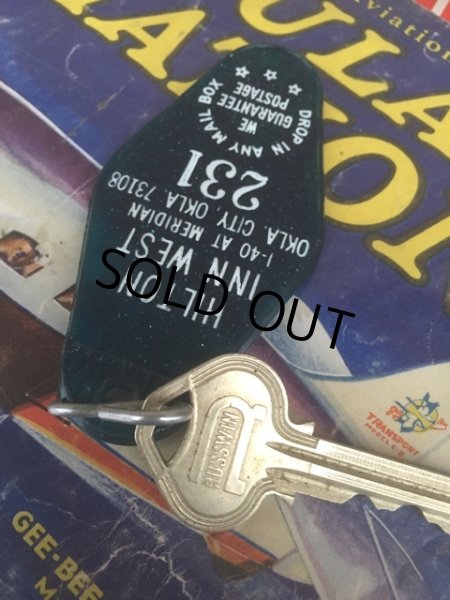 HILTON
INN WEST
I-40 AT MERIDIAN
OKLA. CITY OKLA 73108
231
DROP IN ANY MAIL BOX
WE
GUARANTEE
POSTAGE
SOLD OUT
RUSSWIN
TRANSPORT
GEE-BEE